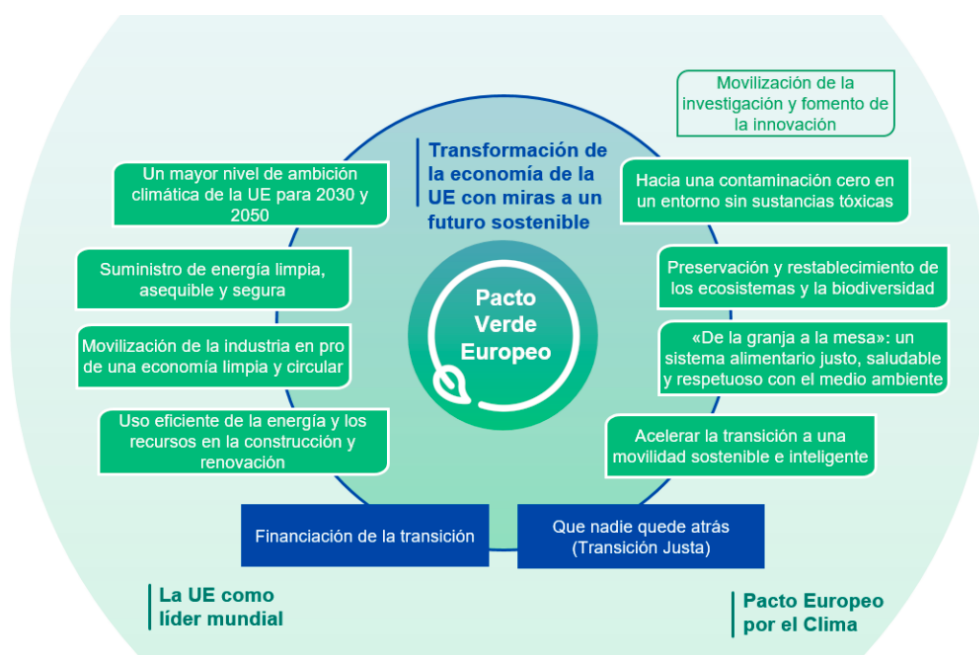 Movilización de la
investigación y fomento de
la innovación
Transformación de
la economía de la
UE con miras a un
futuro sostenible
Un mayor nivel de ambición
climática de la UE para 2030 y
2050
Hacia una contaminación cero en
un entorno sin sustancias tóxicas
Suministro de energía limpia,
asequible y segura
Preservación y restablecimiento de
los ecosistemas y la biodiversidad
Pacto
Verde
Europeo
Movilización de la industria en pro
de una economía limpia y circular
«De la granja a la mesa»: un
sistema alimentario justo, saludable
y respetuoso con el medio ambiente
Uso eficiente de la energía y los
recursos en la construcción y
renovación
Acelerar la transición a una
movilidad sostenible e inteligente
Financiación de la transición
Que nadie quede atrás
(Transición Justa)
La UE como
líder mundial
Pacto Europeo
por el Clima